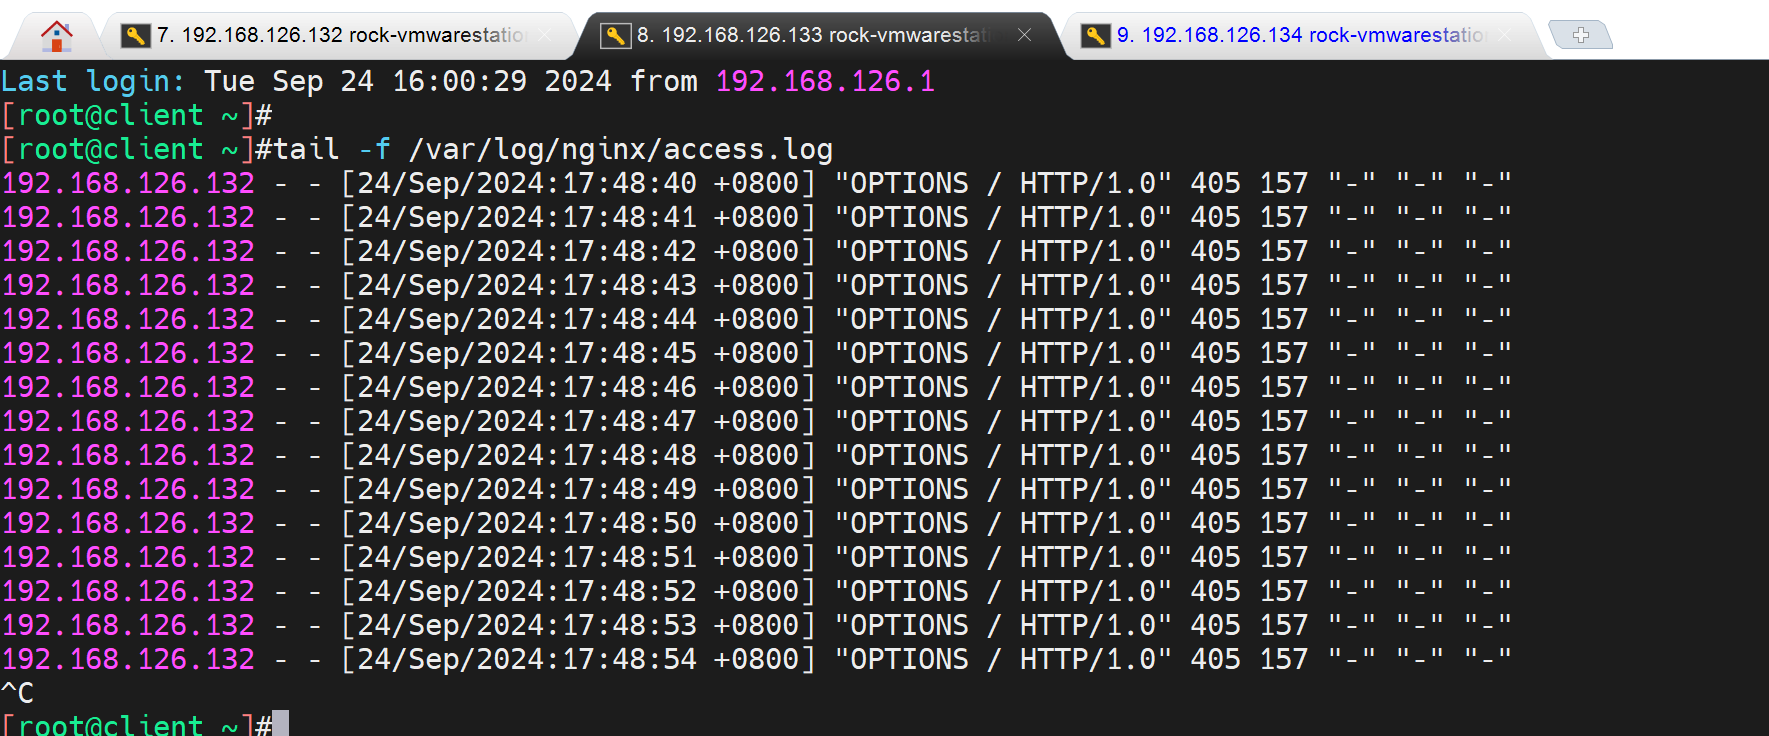 7. 192.168.126.132 rock-vmwarestatio
8. 192.168.126.133 rock-vmwarestati
9. 192.168.126.134 rock-vmwarestatio
Last login: Tue Sep 24 16:00:29 2024 from 192.168.126.1
[root@client ~]#
[root@client ~]#tail -f /var/log/nginx/access.log
192.168.126.132 - - [24/Sep/2024:17:48:40 +0800] "OPTIONS / HTTP/1.0" 405 157 "-" "-" "-"
192.168.126.132 - - [24/Sep/2024:17:48:41 +0800] "OPTIONS / HTTP/1.0" 405 157 "-" "-" "-"
192.168.126.132 - - [24/Sep/2024:17:48:42 +0800] "OPTIONS / HTTP/1.0" 405 157 "-" "-" "-"
192.168.126.132 - - [24/Sep/2024:17:48:43 +0800] "OPTIONS / HTTP/1.0" 405 157 "-" "-" "-"
192.168.126.132 - - [24/Sep/2024:17:48:44 +0800] "OPTIONS / HTTP/1.0" 405 157 "-" "-" "-"
192.168.126.132 - - [24/Sep/2024:17:48:45 +0800] "OPTIONS / HTTP/1.0" 405 157 "-" "-" "-"
192.168.126.132 - - [24/Sep/2024:17:48:46 +0800] "OPTIONS / HTTP/1.0" 405 157 "-" "-" "-"
192.168.126.132 - - [24/Sep/2024:17:48:47 +0800] "OPTIONS / HTTP/1.0" 405 157 "-" "-" "-"
192.168.126.132 - - [24/Sep/2024:17:48:48 +0800] "OPTIONS / HTTP/1.0" 405 157 "-" "-" "-"
192.168.126.132 - - [24/Sep/2024:17:48:49 +0800] "OPTIONS / HTTP/1.0" 405 157 "-" "-" "-"
192.168.126.132 - - [24/Sep/2024:17:48:50 +0800] "OPTIONS / HTTP/1.0" 405 157 "-" "-" "-"
192.168.126.132 - - [24/Sep/2024:17:48:51 +0800] "OPTIONS / HTTP/1.0" 405 157 "-" "-" "-"
192.168.126.132 - - [24/Sep/2024:17:48:52 +0800] "OPTIONS / HTTP/1.0" 405 157 "-" "-" "-"
192.168.126.132 - - [24/Sep/2024:17:48:53 +0800] "OPTIONS / HTTP/1.0" 405 157 "-" "-" "-"
192.168.126.132 - - [24/Sep/2024:17:48:54 +0800] "OPTIONS / HTTP/1.0" 405 157 "-" "-" "-"
^C
[root@client ~]#